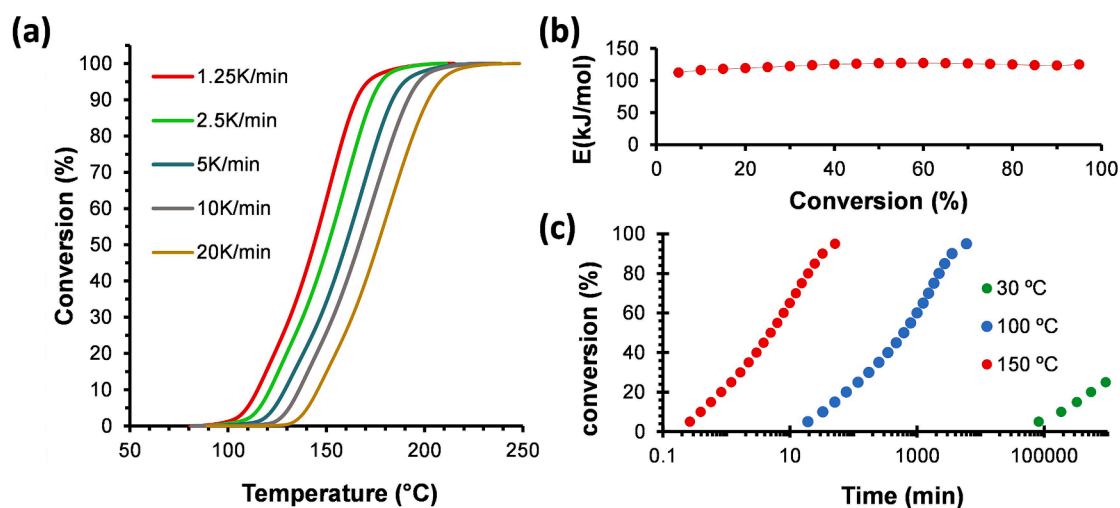 (a)
Conversion (%)
100
90
80
70
60
50
40
30
20
10
0
1.25K/min
2.5K/min
5K/min
10K/min
20K/min
50
100
150
200
250
Temperature (°C)
(b)
E(kJ/mol)
150
100
50
0
0
20
40
60
80
100
Conversion (%)
(c)
conversion (%)
100
80
60
40
20
0
30 ºC
100 ºC
150 ºC
0.1
10
1000
100000
Time (min)